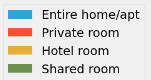 Entire home/apt
Private room
Hotel room
Shared room